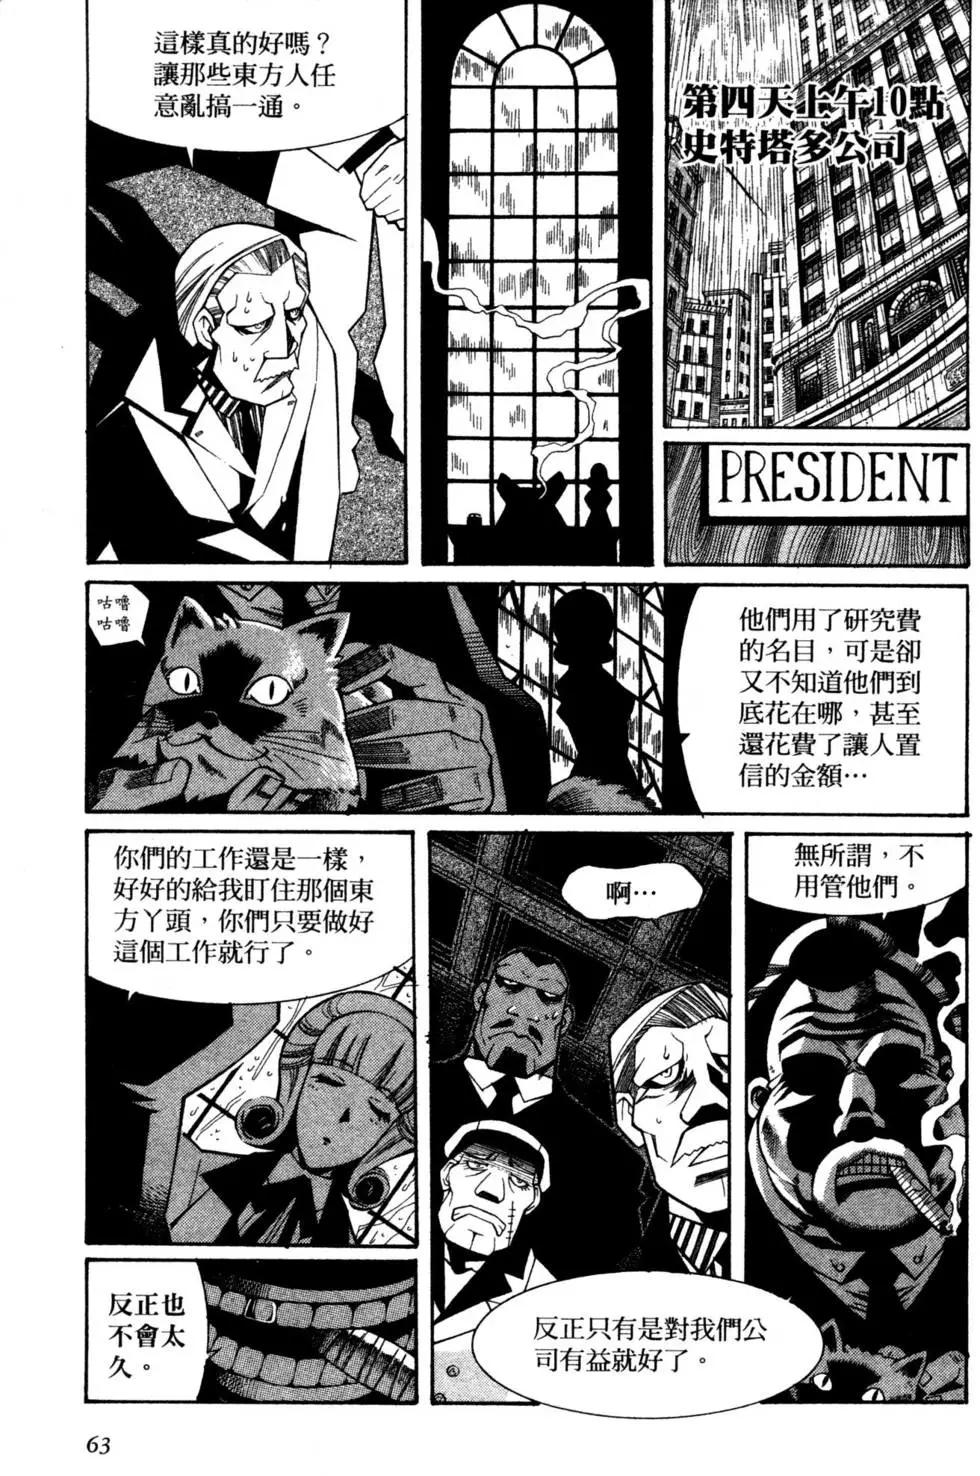 第四天上午10點
史特塔多公司
PRESIDENT
這樣真的好嗎？
讓那些東方人任
意亂搞一通。
他們用了研究費
的名目，可是卻
又不知道他們到
底花在哪，甚至
還花費了讓人置
信的金額…
咕嚕
咕嚕
無所謂，不
用管他們。
啊…
反正只有是對我們公
司有益就好了。
你們的工作還是一樣，
好好的給我盯住那個東
方丫頭，你們只要做好
這個工作就行了。
反正也
不會太
久。
63